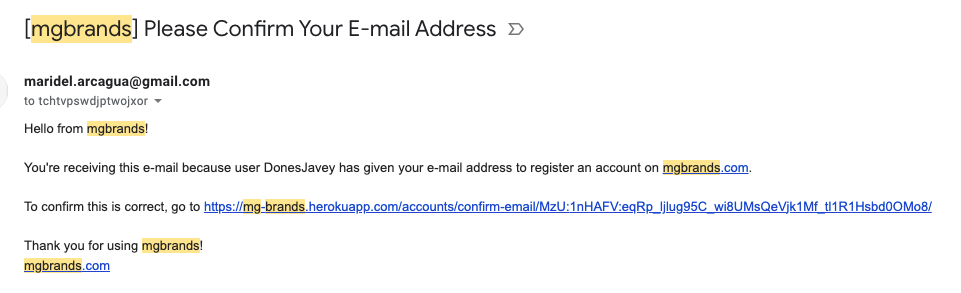 [mgbrands] Please Confirm Your E-mail Address
maridel.arcagua@gmail.com
to tchtvpswdjptwojxor
Hello from mgbrands!
You're receiving this e-mail because user DonesJavey has given your e-mail address to register an account on mgbrands.com.
To confirm this is correct, go to https://mg-brands.herokuapp.com/accounts/confirm-email/MzU:1nHAFV:eqRp_ljlug95C_wi8UMsQeVjk1Mf_tl1R1Hsbd0OMo8/
Thank you for using mgbrands!
mgbrands.com